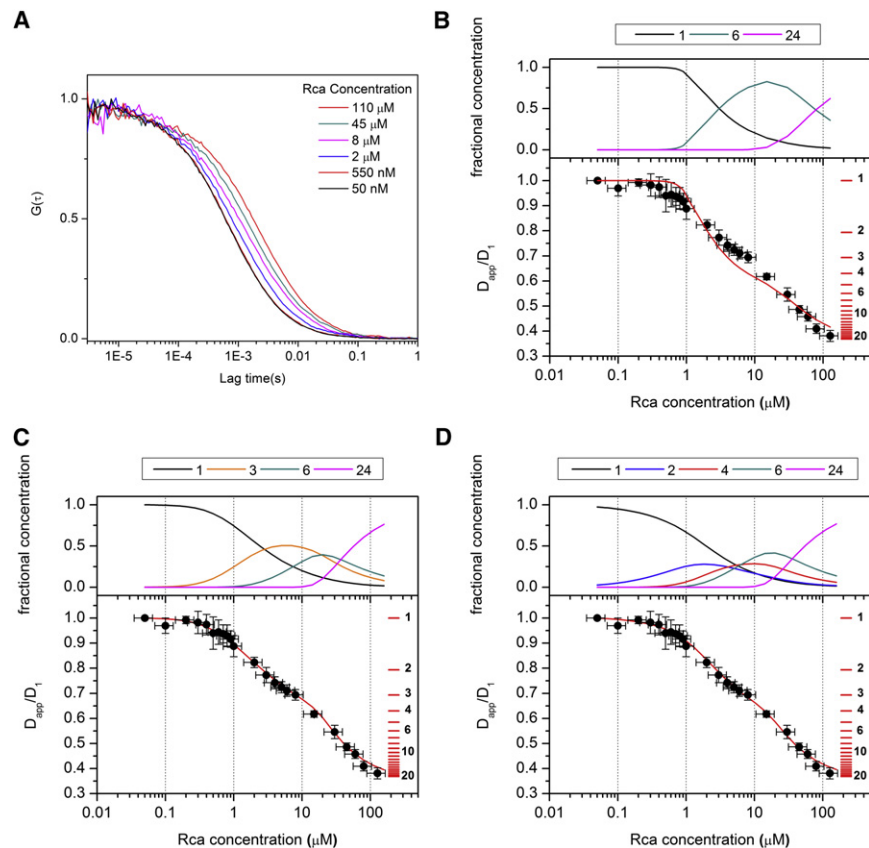 A
G(τ)
1.0
0.5
0.0
Rca Concentration
110 μM
45 μM
8 μM
2 μM
550 nM
50 nM
1E-5 1E-4 1E-3 0.01 0.1 1
Lag time(s)
B
1 6 24
fractional concentration
1.0
0.5
0.0
D_app/D_1
1.0
0.9
0.8
0.7
0.6
0.5
0.4
0.3
1
2
3
4
6
10
20
0.01 0.1 1 10 100
Rca concentration (μM)
C
1 3 6 24
fractional concentration
1.0
0.5
0.0
D_app/D_1
1.0
0.9
0.8
0.7
0.6
0.5
0.4
0.3
1
2
3
4
6
10
20
0.01 0.1 1 10 100
Rca concentration (μM)
D
1 2 4 6 24
fractional concentration
1.0
0.5
0.0
D_app/D_1
1.0
0.9
0.8
0.7
0.6
0.5
0.4
0.3
1
2
3
4
6
10
20
0.01 0.1 1 10 100
Rca concentration (μM)